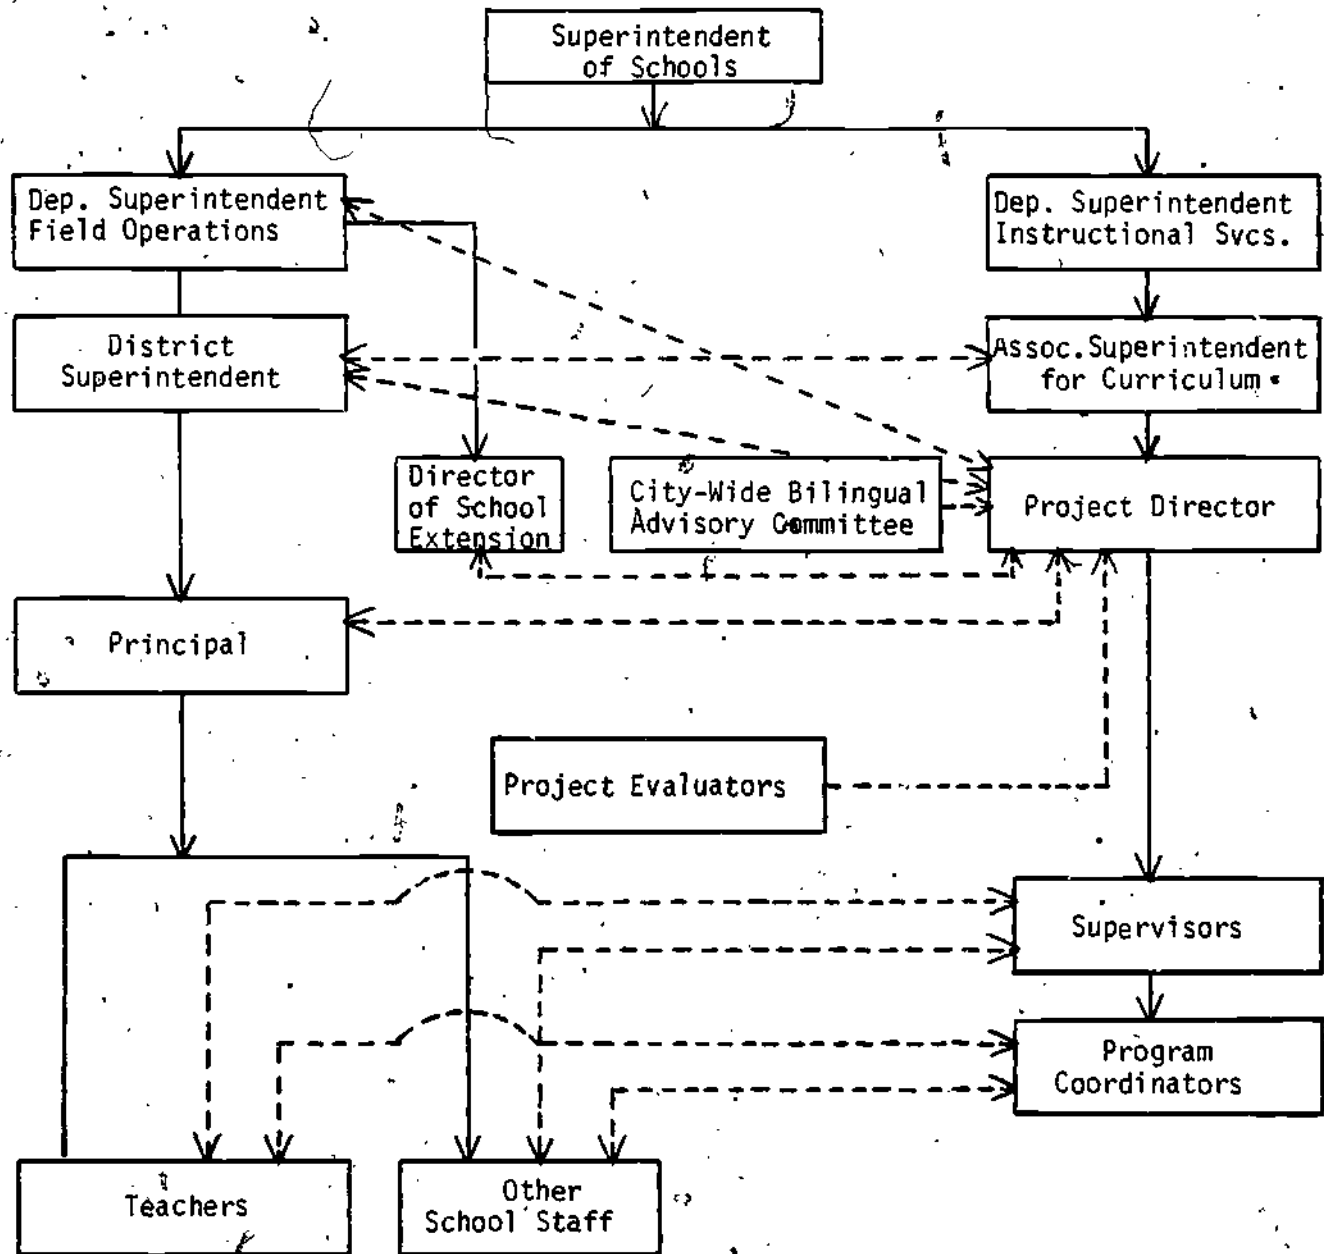 Superintendent
of Schools
Dep. Superintendent
Field Operations
Dep. Superintendent
Instructional Svcs.
District
Superintendent
Assoc.Superintendent
for Curriculum
Director
of School
Extension
City-Wide Bilingual
Advisory Committee
Project Director
Principal
Project Evaluators
Supervisors
Program
Coordinators
Teachers
Other
School Staff